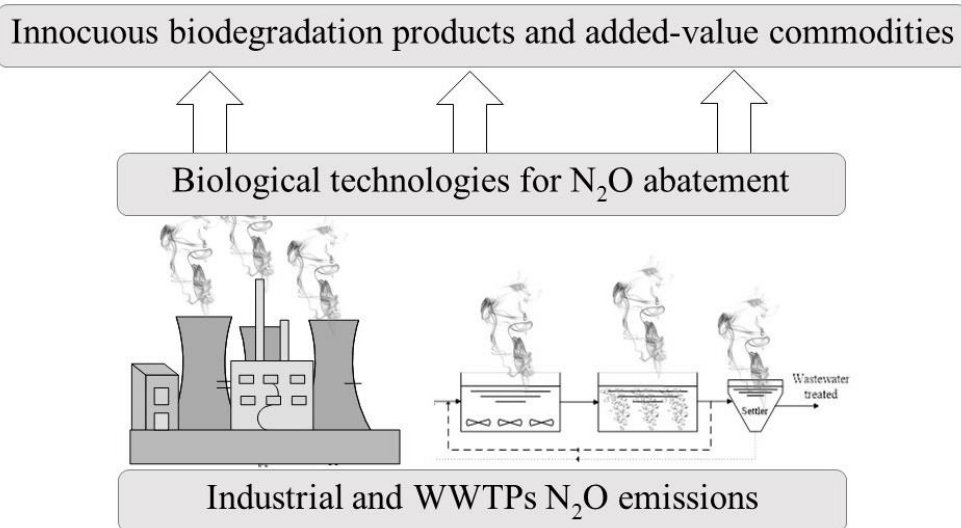 Innocuous biodegradation products and added-value commodities
Biological technologies for N₂O abatement
Wastewater
treated
Settler
Industrial and WWTPs N₂O emissions